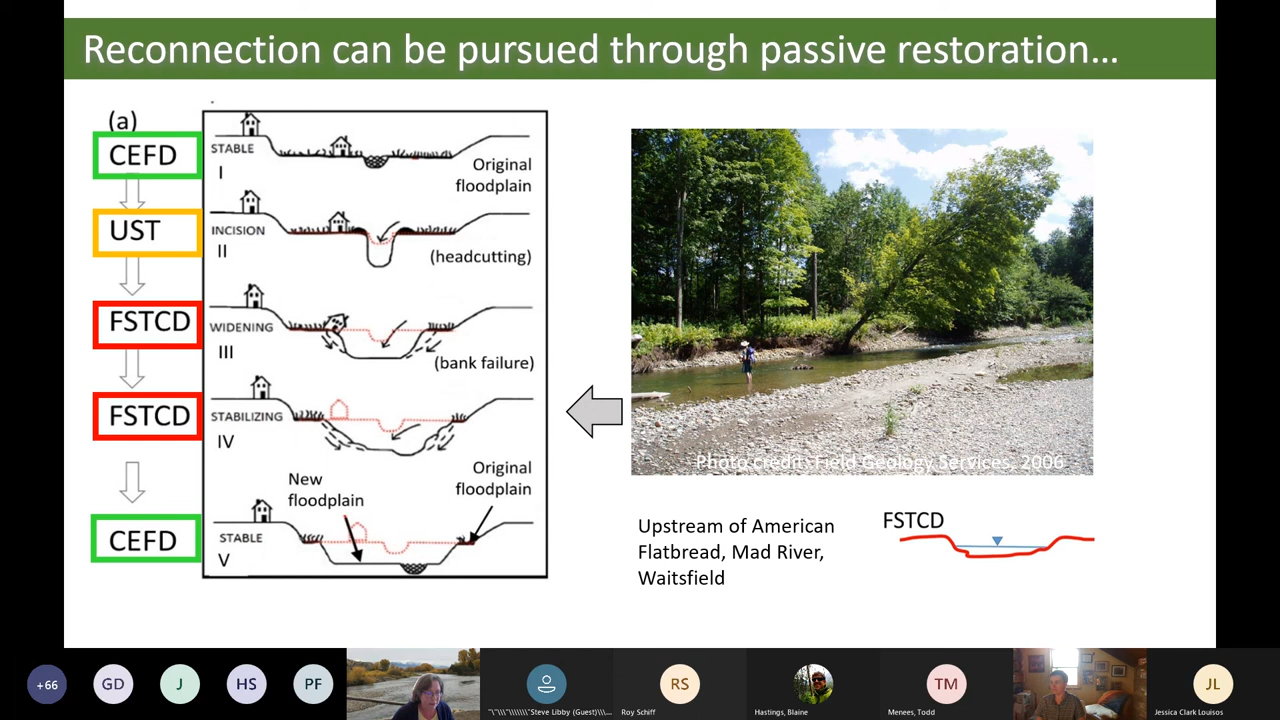 Reconnection can be pursued through passive restoration…
(a)
CEFD
STABLE
I
Original
floodplain
UST
INCISION
II
(headcutting)
FSTCD
WIDENING
III
(bank failure)
FSTCD
STABILIZING
IV
New
floodplain
Original
floodplain
CEFD
STABLE
V
Photo credit: Field Geology Services, 2006
Upstream of American
Flatbread, Mad River,
Waitsfield
FSTCD
+66
GD
J
HS
PF
"\"\\\"\\\\\\\"Steve Libby (Guest)\\\...
RS
Roy Schiff
Hastings, Blaine
TM
Menees, Todd
JL
Jessica Clark Louisos